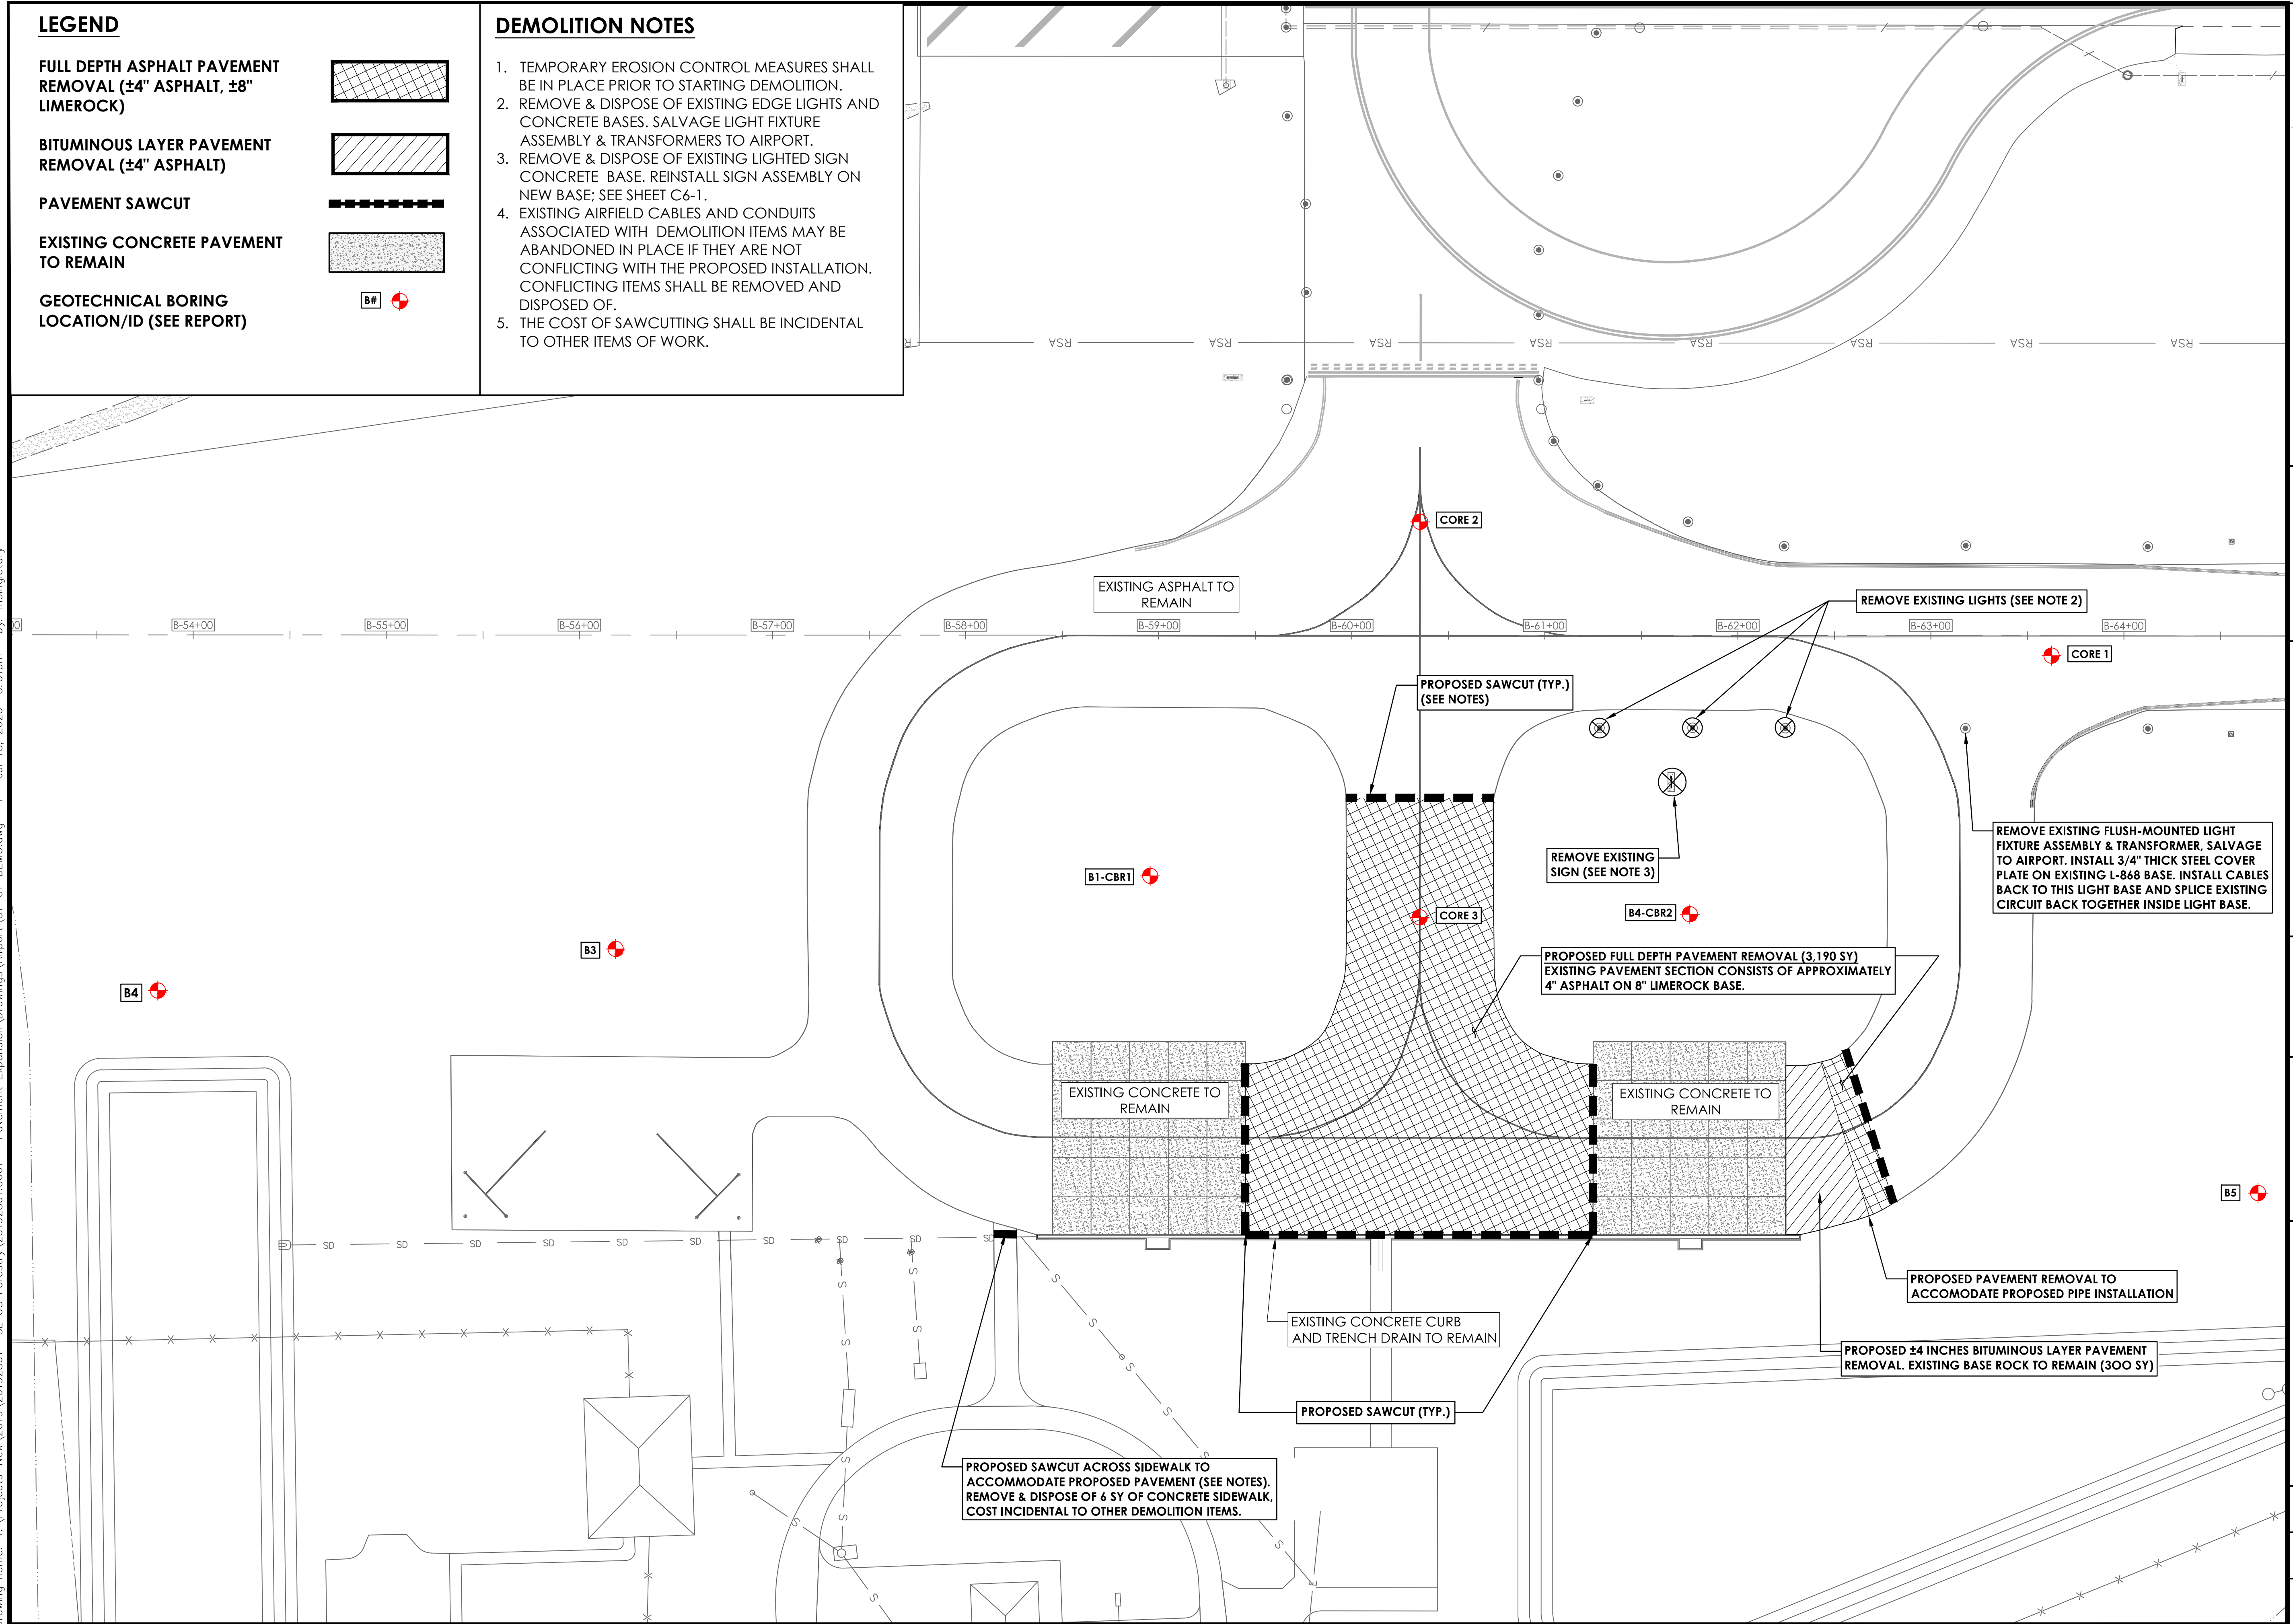 LEGEND
FULL DEPTH ASPHALT PAVEMENT
REMOVAL (±4" ASPHALT, ±8"
LIMEROCK)
BITUMINOUS LAYER PAVEMENT
REMOVAL (±4" ASPHALT)
PAVEMENT SAWCUT
EXISTING CONCRETE PAVEMENT
TO REMAIN
GEOTECHNICAL BORING
LOCATION/ID (SEE REPORT)
B#
DEMOLITION NOTES
1. TEMPORARY EROSION CONTROL MEASURES SHALL
BE IN PLACE PRIOR TO STARTING DEMOLITION.
2. REMOVE & DISPOSE OF EXISTING EDGE LIGHTS AND
CONCRETE BASES. SALVAGE LIGHT FIXTURE
ASSEMBLY & TRANSFORMERS TO AIRPORT.
3. REMOVE & DISPOSE OF EXISTING LIGHTED SIGN
CONCRETE BASE. REINSTALL SIGN ASSEMBLY ON
NEW BASE; SEE SHEET C6-1.
4. EXISTING AIRFIELD CABLES AND CONDUITS
ASSOCIATED WITH DEMOLITION ITEMS MAY BE
ABANDONED IN PLACE IF THEY ARE NOT
CONFLICTING WITH THE PROPOSED INSTALLATION.
CONFLICTING ITEMS SHALL BE REMOVED AND
DISPOSED OF.
5. THE COST OF SAWCUTTING SHALL BE INCIDENTAL
TO OTHER ITEMS OF WORK.
RSA RSA RSA RSA RSA RSA RSA RSA
CORE 2
EXISTING ASPHALT TO
REMAIN
REMOVE EXISTING LIGHTS (SEE NOTE 2)
B-54+00 B-55+00 B-56+00 B-57+00 B-58+00 B-59+00 B-60+00 B-61+00 B-62+00 B-63+00 B-64+00
CORE 1
PROPOSED SAWCUT (TYP.)
(SEE NOTES)
REMOVE EXISTING
SIGN (SEE NOTE 3)
REMOVE EXISTING FLUSH-MOUNTED LIGHT
FIXTURE ASSEMBLY & TRANSFORMER, SALVAGE
TO AIRPORT. INSTALL 3/4" THICK STEEL COVER
PLATE ON EXISTING L-868 BASE. INSTALL CABLES
BACK TO THIS LIGHT BASE AND SPLICE EXISTING
CIRCUIT BACK TOGETHER INSIDE LIGHT BASE.
B1-CBR1
CORE 3
B4-CBR2
B3
B4
PROPOSED FULL DEPTH PAVEMENT REMOVAL (3,190 SY)
EXISTING PAVEMENT SECTION CONSISTS OF APPROXIMATELY
4" ASPHALT ON 8" LIMEROCK BASE.
EXISTING CONCRETE TO
REMAIN
EXISTING CONCRETE TO
REMAIN
B5
SD SD SD SD SD SD SD SD SD SD
S S S S S S S S S S S S S S
PROPOSED PAVEMENT REMOVAL TO
ACCOMODATE PROPOSED PIPE INSTALLATION
EXISTING CONCRETE CURB
AND TRENCH DRAIN TO REMAIN
PROPOSED ±4 INCHES BITUMINOUS LAYER PAVEMENT
REMOVAL. EXISTING BASE ROCK TO REMAIN (3OO SY)
PROPOSED SAWCUT (TYP.)
PROPOSED SAWCUT ACROSS SIDEWALK TO
ACCOMMODATE PROPOSED PAVEMENT (SEE NOTES).
REMOVE & DISPOSE OF 6 SY OF CONCRETE SIDEWALK,
COST INCIDENTAL TO OTHER DEMOLITION ITEMS.